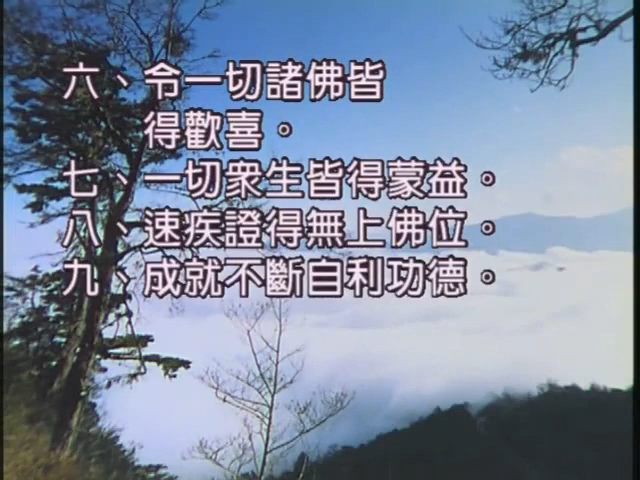 六、令一切諸佛皆
得歡喜。
七、一切衆生皆得蒙益。
八、速疾證得無上佛位。
九、成就不斷自利功德。